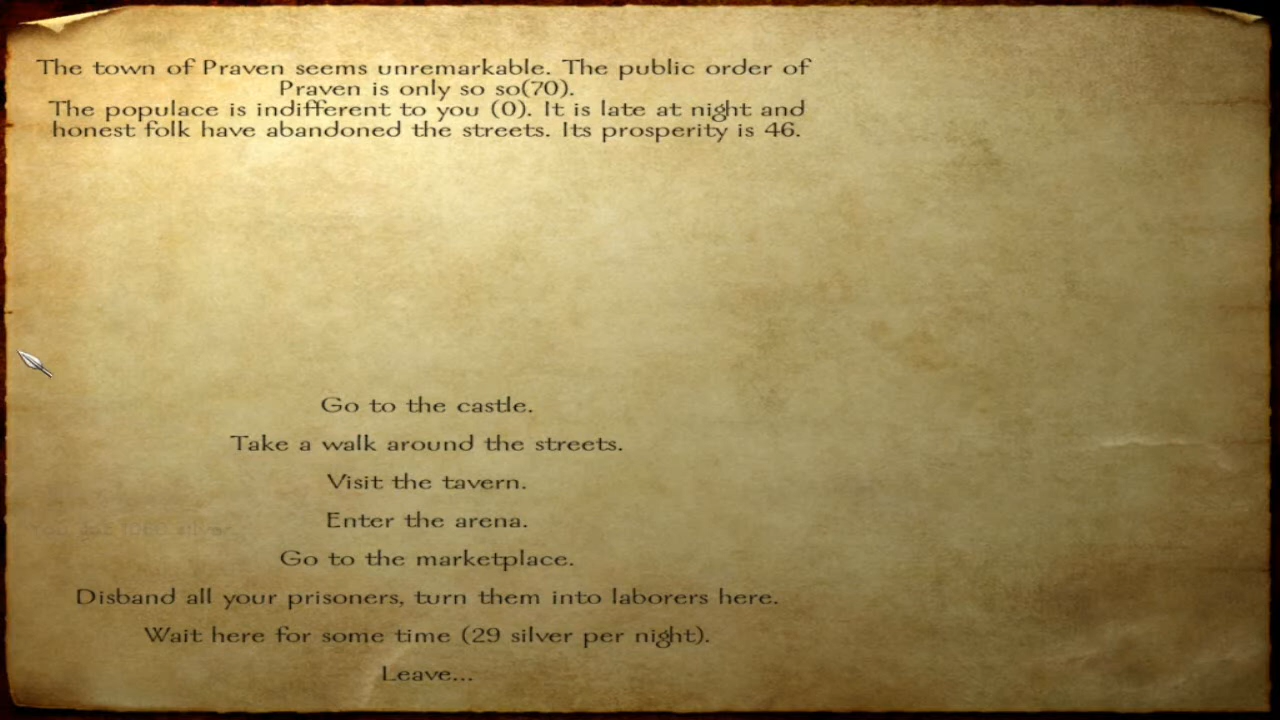 The town of Praven seems unremarkable. The public order of
Praven is only so so(70).
The populace is indifferent to you (0). It is late at night and
honest folk have abandoned the streets. Its prosperity is 46.
Go to the castle.
Take a walk around the streets.
Visit the tavern.
Enter the arena.
Go to the marketplace.
Disband all your prisoners, turn them into laborers here.
Wait here for some time (29 silver per night).
Leave...